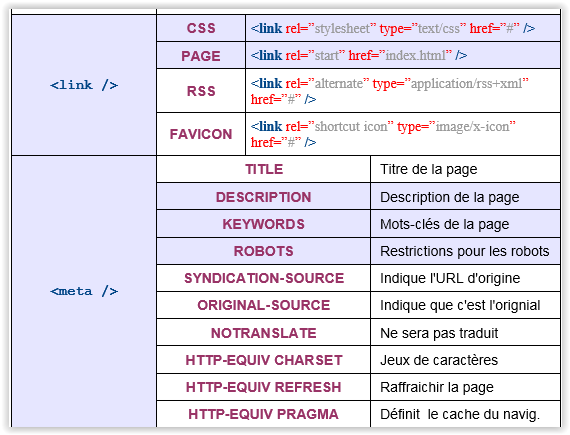 CSS <link rel=”stylesheet” type=”text/css” href=”#” />
PAGE <link rel=”start” href=”index.html” />
<link />
RSS <link rel=”alternate” type=”application/rss+xml”
href=”#” />
FAVICON <link rel=”shortcut icon” type=”image/x-icon”
href=”#” />
TITLE Titre de la page
DESCRIPTION Description de la page
KEYWORDS Mots-clés de la page
ROBOTS Restrictions pour les robots
SYNDICATION-SOURCE Indique l'URL d'origine
<meta />
ORIGINAL-SOURCE Indique que c'est l'orignial
NOTRANSLATE Ne sera pas traduit
HTTP-EQUIV CHARSET Jeux de caractères
HTTP-EQUIV REFRESH Raffraichir la page
HTTP-EQUIV PRAGMA Définit le cache du navig.